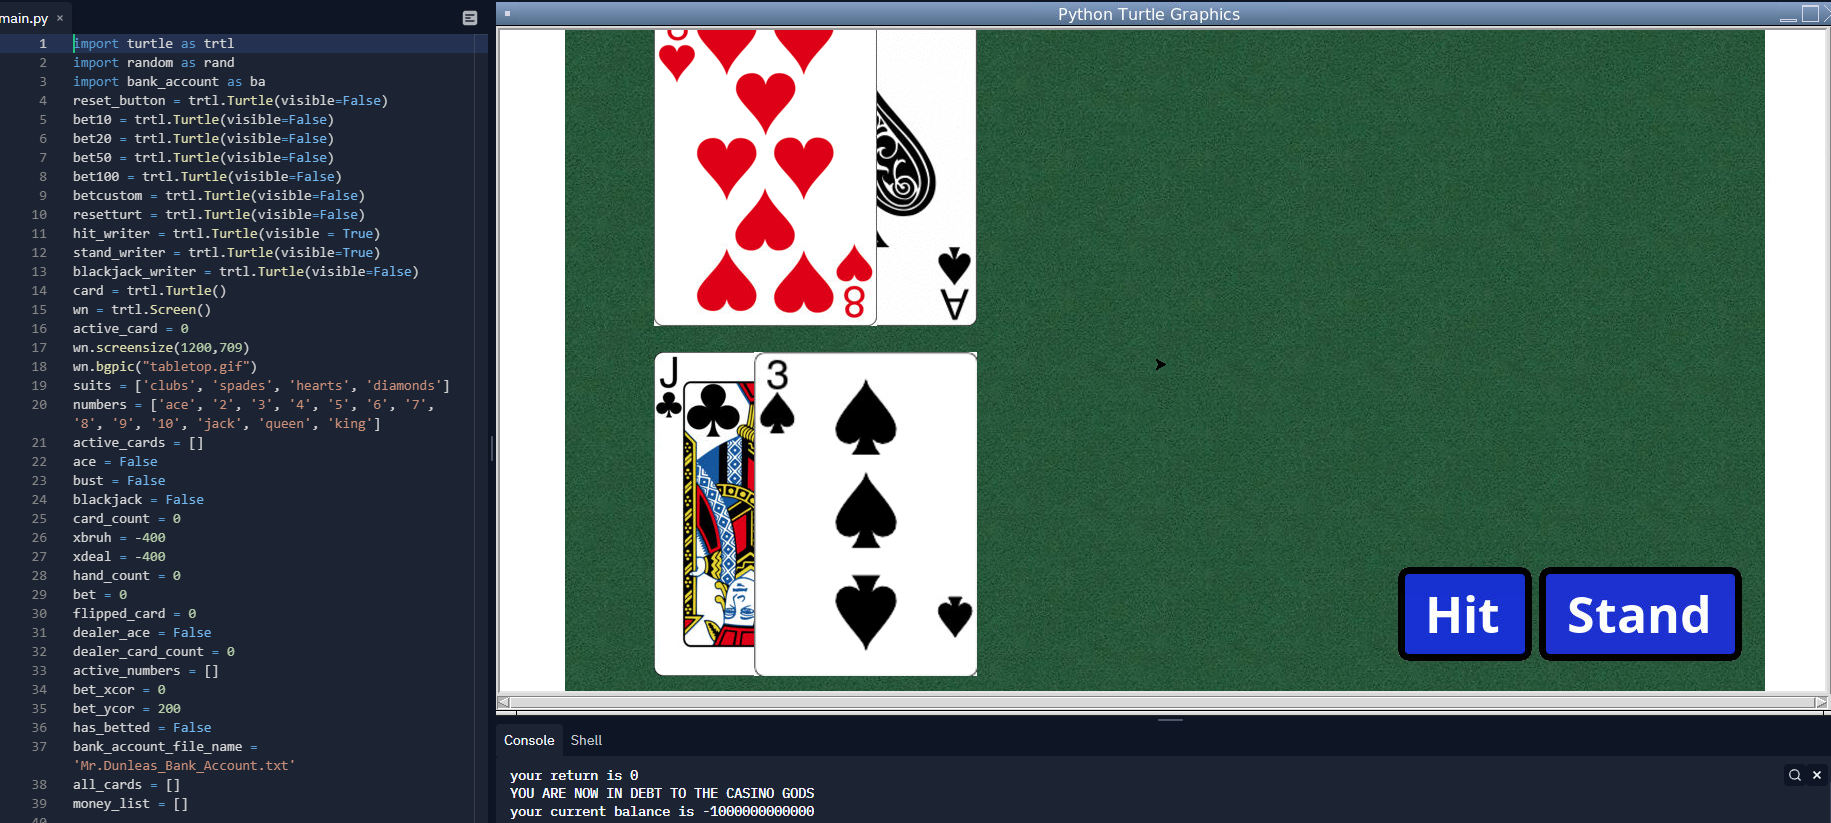 main.py ×
1 import turtle as trtl
2 import random as rand
3 import bank_account as ba
4 reset_button = trtl.Turtle(visible=False)
5 bet10 = trtl.Turtle(visible=False)
6 bet20 = trtl.Turtle(visible=False)
7 bet50 = trtl.Turtle(visible=False)
8 bet100 = trtl.Turtle(visible=False)
9 betcustom = trtl.Turtle(visible=False)
10 resetturt = trtl.Turtle(visible=False)
11 hit_writer = trtl.Turtle(visible = True)
12 stand_writer = trtl.Turtle(visible=True)
13 blackjack_writer = trtl.Turtle(visible=False)
14 card = trtl.Turtle()
15 wn = trtl.Screen()
16 active_card = 0
17 wn.screensize(1200,709)
18 wn.bgpic("tabletop.gif")
19 suits = ['clubs', 'spades', 'hearts', 'diamonds']
20 numbers = ['ace', '2', '3', '4', '5', '6', '7',
'8', '9', '10', 'jack', 'queen', 'king']
21 active_cards = []
22 ace = False
23 bust = False
24 blackjack = False
25 card_count = 0
26 xbruh = -400
27 xdeal = -400
28 hand_count = 0
29 bet = 0
30 flipped_card = 0
31 dealer_ace = False
32 dealer_card_count = 0
33 active_numbers = []
34 bet_xcor = 0
35 bet_ycor = 200
36 has_betted = False
37 bank_account_file_name =
'Mr.Dunleas_Bank_Account.txt'
38 all_cards = []
39 money_list = []
Python Turtle Graphics
8
A
J
3
Hit
Stand
Console
Shell
your return is 0
YOU ARE NOW IN DEBT TO THE CASINO GODS
your current balance is -1000000000000